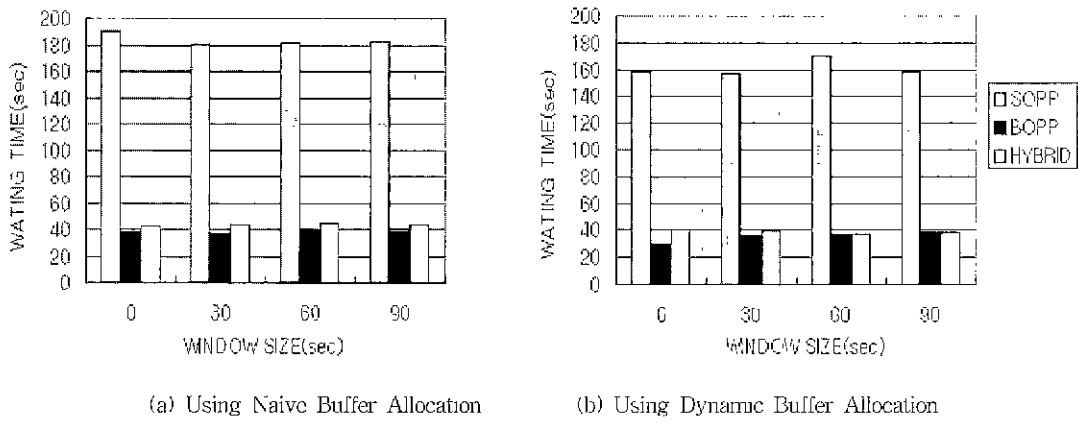 200
180
160
140
120
100
80
60
40
20
0
WATING TIME(sec)
0 30 60 90
WINDOW SIZE(sec)
(a) Using Naive Buffer Allocation
200
180
160
140
120
100
80
60
40
20
0
WATING TIME(sec)
0 30 60 90
WINDOW SIZE(sec)
(b) Using Dynamic Buffer Allocation
SOPP
BOPP
HYBRID